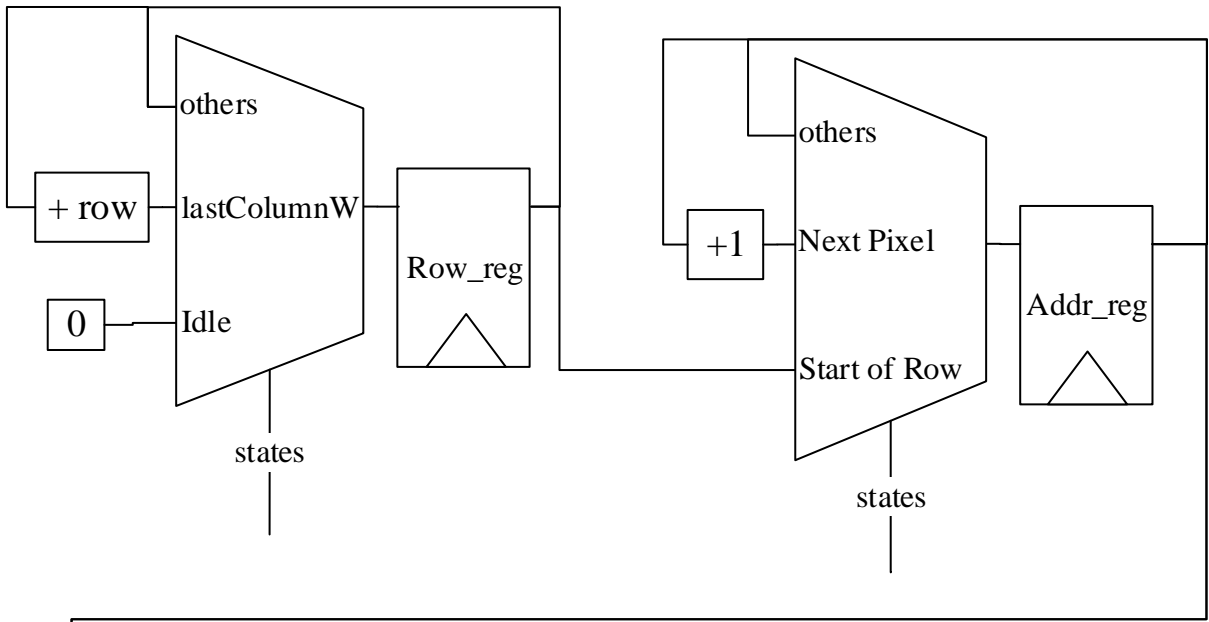 others
+ row
lastColumnW
0
Idle
Row_reg
states
others
+1
Next Pixel
Start of Row
Addr_reg
states